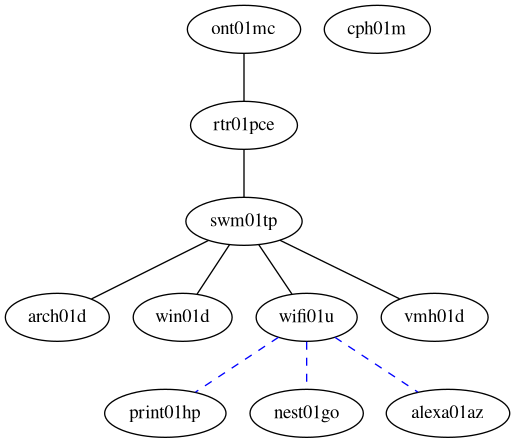 ont01mc
cph01m
rtr01pce
swm01tp
arch01d
win01d
wifi01u
vmh01d
print01hp
nest01go
alexa01az